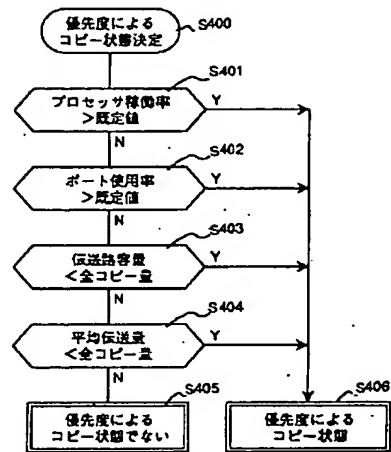 優先度による
コピー状態決定
S400
S401
プロセッサ稼働率
>既定値
Y
N
S402
ポート使用率
>既定値
Y
N
S403
伝送路容量
<全コピー量
Y
N
S404
平均伝送量
<全コピー量
Y
N
S405
優先度による
コピー状態でない
S406
優先度による
コピー状態